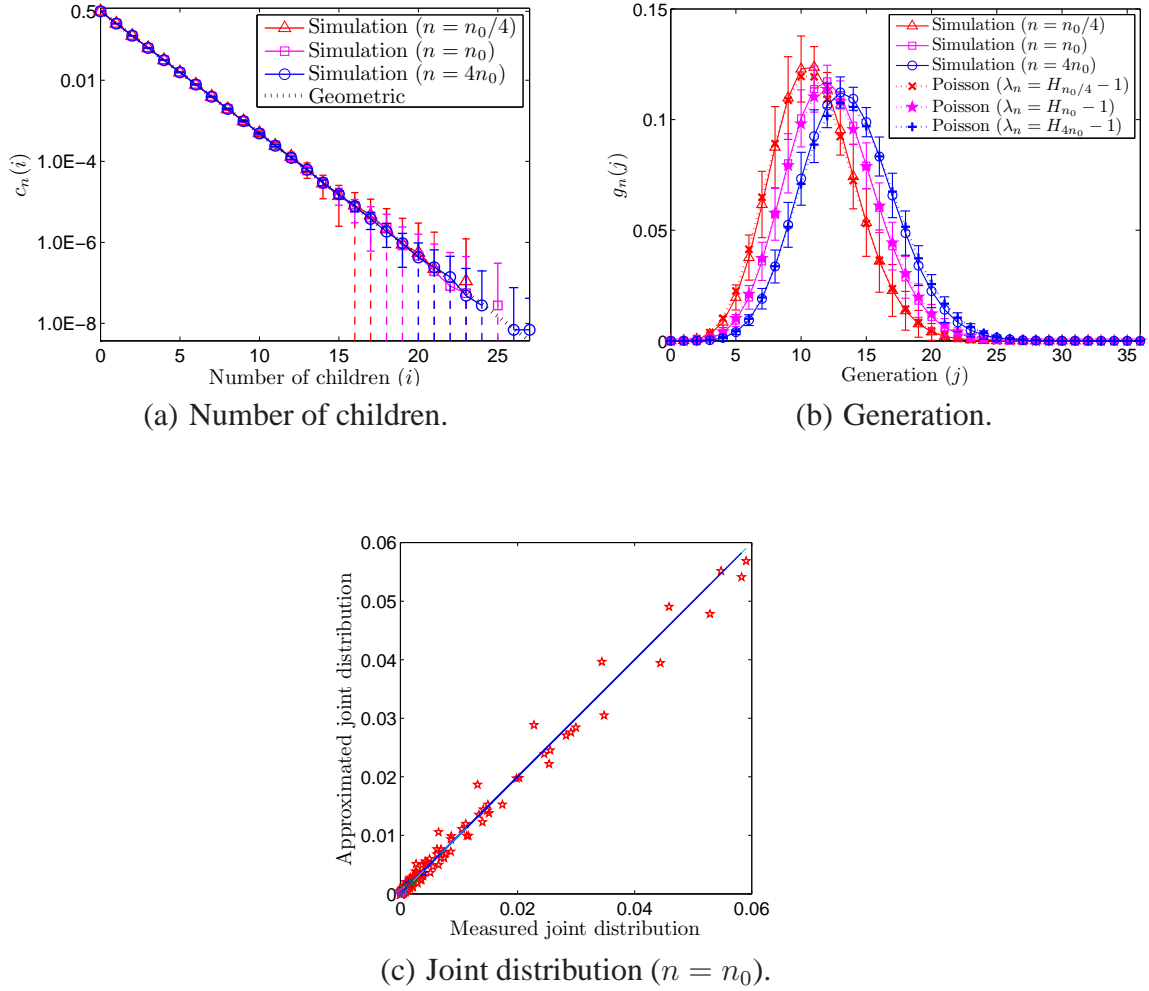 0.5
0.01
1.0E−4
1.0E−6
1.0E−8
c_n(i)
Simulation (n = n_0/4)
Simulation (n = n_0)
Simulation (n = 4n_0)
Geometric
0 5 10 15 20 25
Number of children (i)
(a) Number of children.
0.15
0.10
0.05
0
g_n(j)
Simulation (n = n_0/4)
Simulation (n = n_0)
Simulation (n = 4n_0)
Poisson (λ_n = H_{n_0/4} − 1)
Poisson (λ_n = H_{n_0} − 1)
Poisson (λ_n = H_{4n_0} − 1)
0 5 10 15 20 25 30 35
Generation (j)
(b) Generation.
0.06
0.05
0.04
0.03
0.02
0.01
0
Approximated joint distribution
0 0.02 0.04 0.06
Measured joint distribution
(c) Joint distribution (n = n_0).